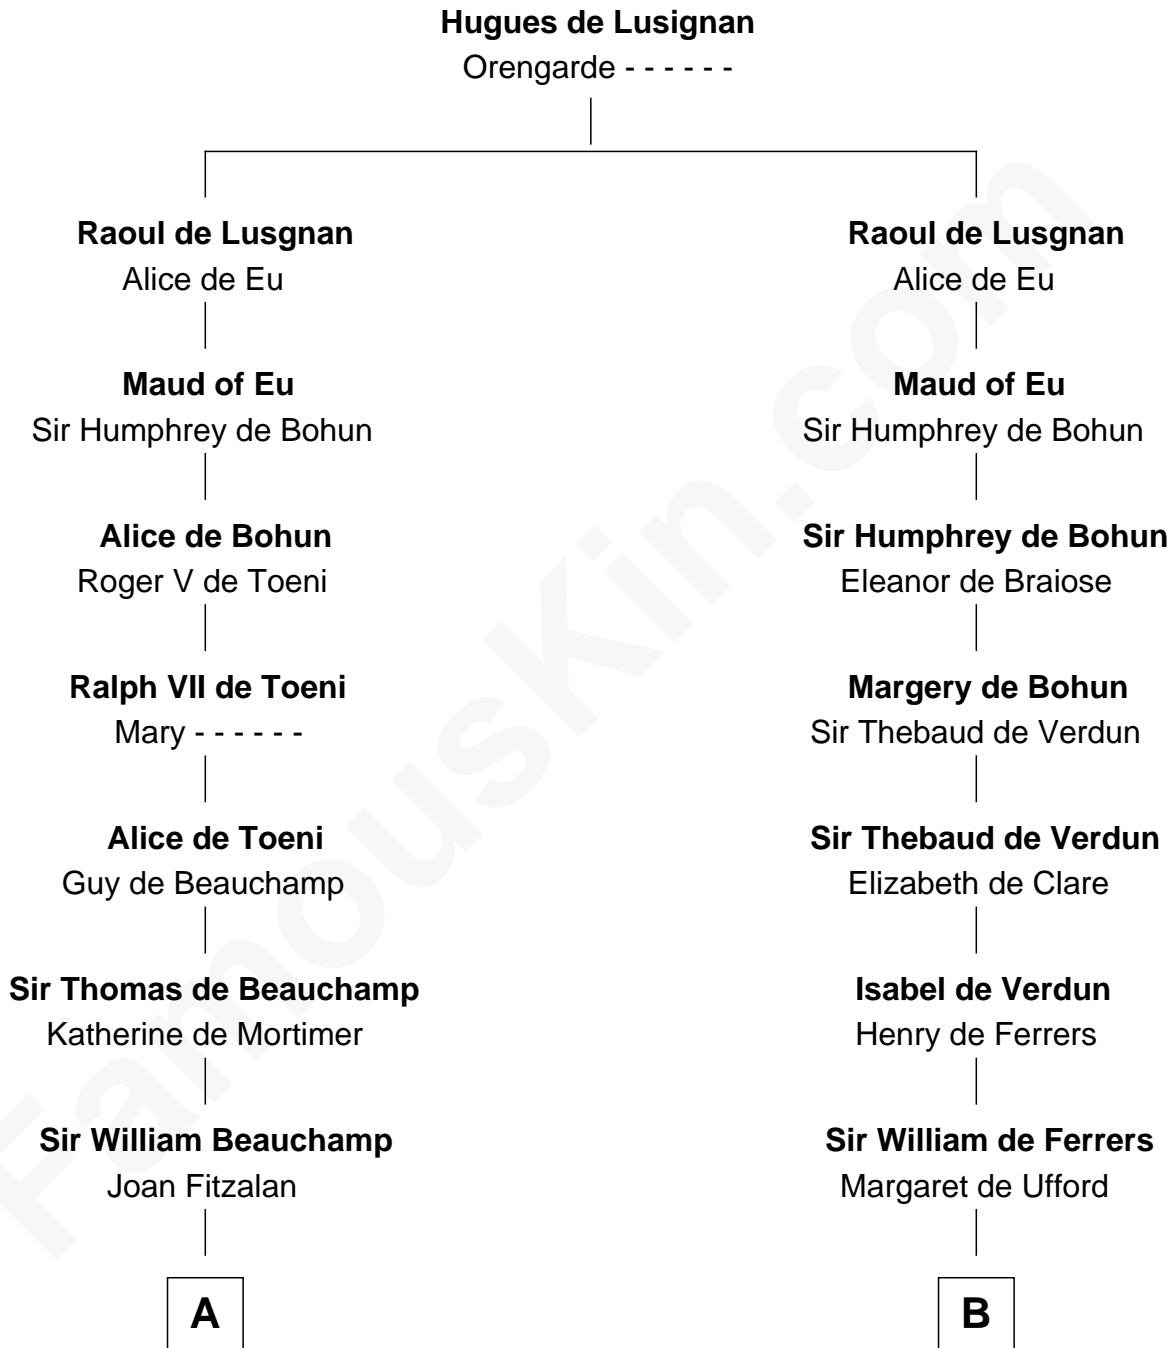 Hugues de Lusignan
Orengarde - - - - - -
Raoul de Lusgnan
Alice de Eu
Maud of Eu
Sir Humphrey de Bohun
Alice de Bohun
Roger V de Toeni
Ralph VII de Toeni
Mary - - - - - -
Alice de Toeni
Guy de Beauchamp
Sir Thomas de Beauchamp
Katherine de Mortimer
Sir William Beauchamp
Joan Fitzalan
A
Raoul de Lusgnan
Alice de Eu
Maud of Eu
Sir Humphrey de Bohun
Sir Humphrey de Bohun
Eleanor de Braiose
Margery de Bohun
Sir Thebaud de Verdun
Sir Thebaud de Verdun
Elizabeth de Clare
Isabel de Verdun
Henry de Ferrers
Sir William de Ferrers
Margaret de Ufford
B
FamousKin.com